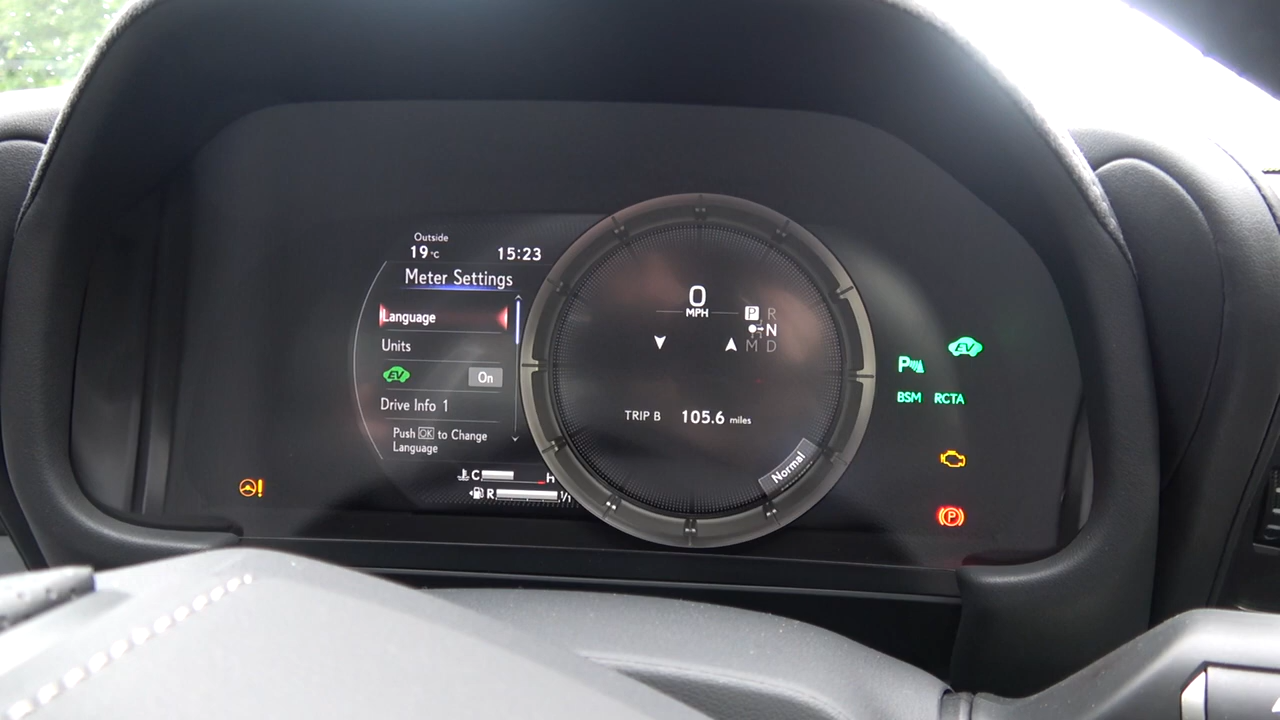 Outside
19°C 15:23
Meter Settings
Language
Units
EV On
Drive Info 1
Push OK to Change
Language
C H
R 1/1
0
MPH
P R
N
H
M D
TRIP B 105.6 miles
Normal
EV
P
BSM RCTA
!
P